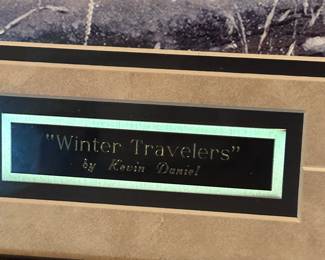 "Winter Travelers"
by Kevin Daniel